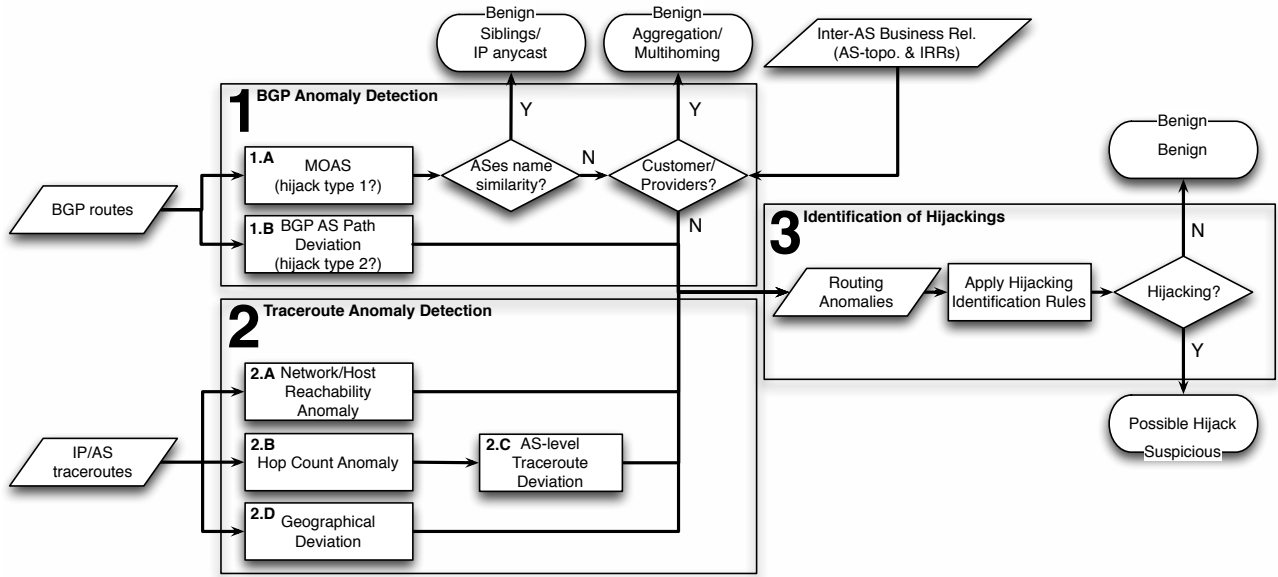 Benign
Siblings/
IP anycast
Benign
Aggregation/
Multihoming
Inter-AS Business Rel.
(AS-topo. & IRRs)
1 BGP Anomaly Detection
Y
Y
1.A MOAS
(hijack type 1?)
ASes name
similarity?
N
Customer/
Providers?
N
BGP routes
1.B BGP AS Path
Deviation
(hijack type 2?)
Benign
Benign
3 Identification of Hijackings
N
Routing
Anomalies
Apply Hijacking
Identification Rules
Hijacking?
Y
Possible Hijack
Suspicious
2 Traceroute Anomaly Detection
2.A Network/Host
Reachability
Anomaly
IP/AS
traceroutes
2.B
Hop Count Anomaly
2.C AS-level
Traceroute
Deviation
2.D Geographical
Deviation